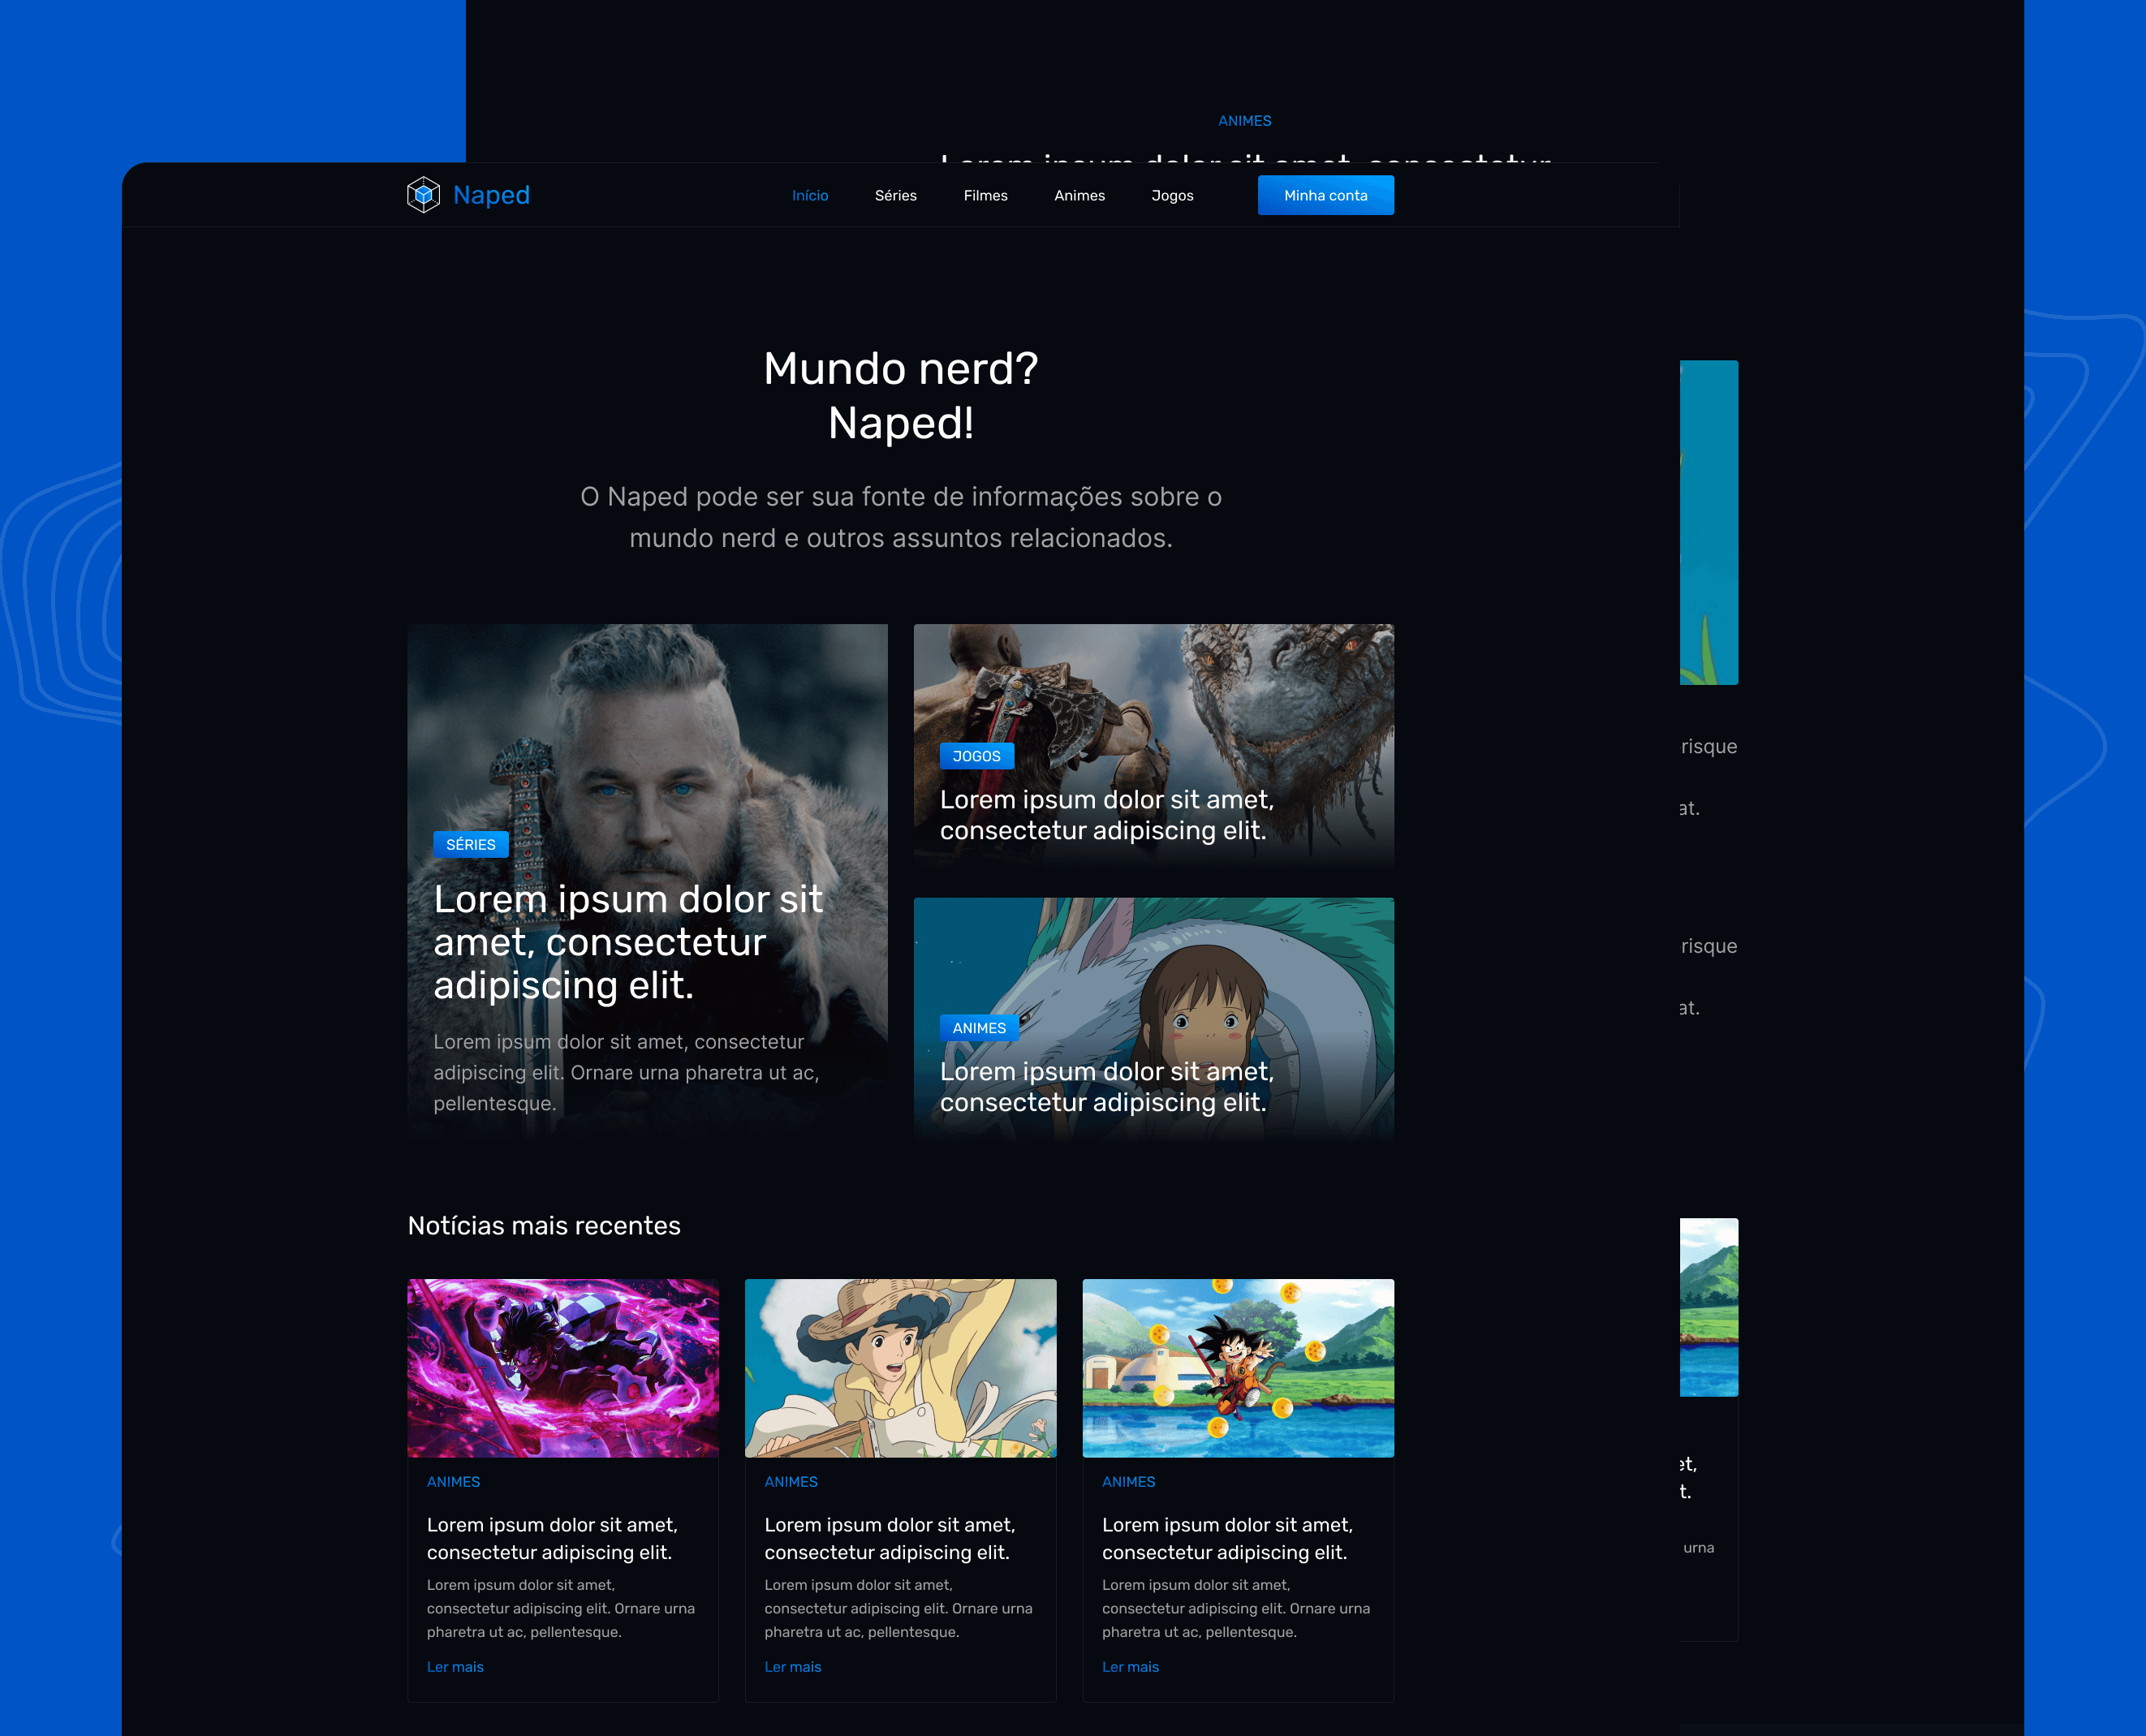 ANIMES
Lorem ipsum dolor sit amet, consectetur
Naped
Início
Séries
Filmes
Animes
Jogos
Minha conta
Mundo nerd?
Naped!
O Naped pode ser sua fonte de informações sobre o
mundo nerd e outros assuntos relacionados.
SÉRIES
Lorem ipsum dolor sit
amet, consectetur
adipiscing elit.
Lorem ipsum dolor sit amet, consectetur
adipiscing elit. Ornare urna pharetra ut ac,
pellentesque.
JOGOS
Lorem ipsum dolor sit amet,
consectetur adipiscing elit.
ANIMES
Lorem ipsum dolor sit amet,
consectetur adipiscing elit.
risque
at.
risque
at.
Notícias mais recentes
ANIMES
Lorem ipsum dolor sit amet,
consectetur adipiscing elit.
Lorem ipsum dolor sit amet,
consectetur adipiscing elit. Ornare urna
pharetra ut ac, pellentesque.
Ler mais
ANIMES
Lorem ipsum dolor sit amet,
consectetur adipiscing elit.
Lorem ipsum dolor sit amet,
consectetur adipiscing elit. Ornare urna
pharetra ut ac, pellentesque.
Ler mais
ANIMES
Lorem ipsum dolor sit amet,
consectetur adipiscing elit.
Lorem ipsum dolor sit amet,
consectetur adipiscing elit. Ornare urna
pharetra ut ac, pellentesque.
Ler mais
et,
t.
urna